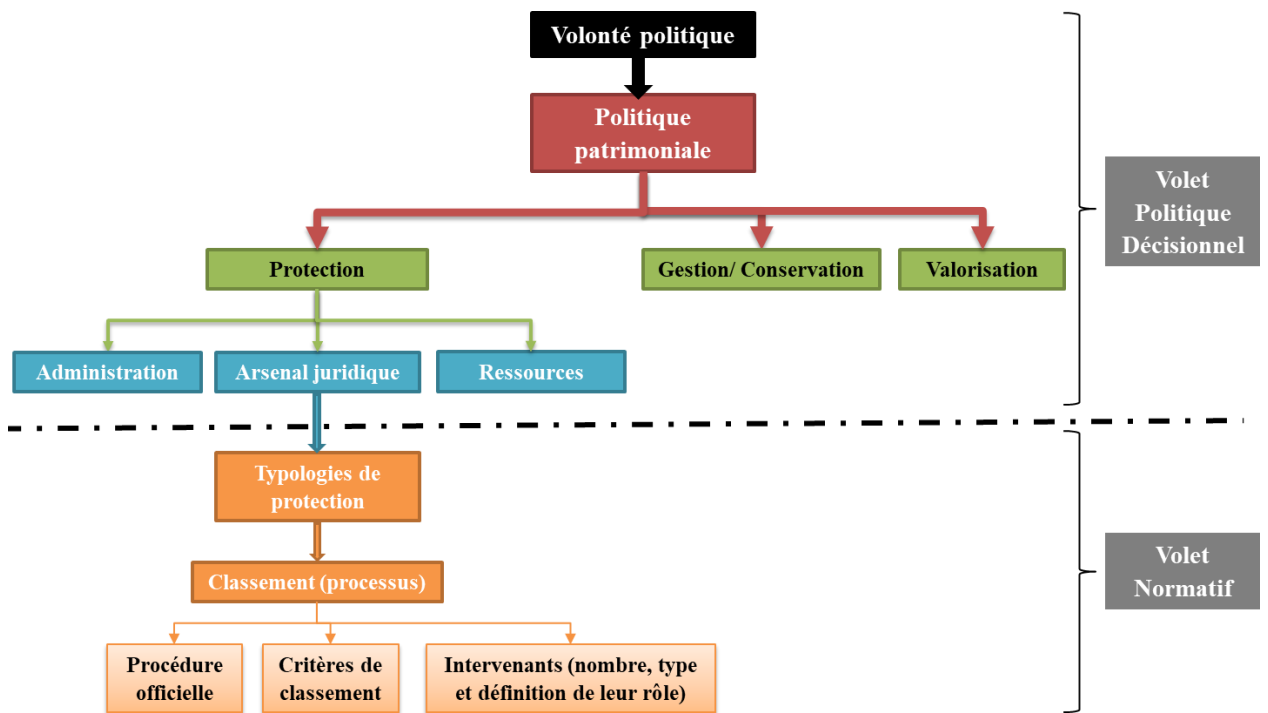 Volonté politique
Politique
patrimoniale
Volet
Politique
Décisionnel
Protection
Gestion/ Conservation
Valorisation
Administration
Arsenal juridique
Ressources
Typologies de
protection
Classement (processus)
Volet
Normatif
Procédure
officielle
Critères de
classement
Intervenants (nombre, type
et définition de leur rôle)